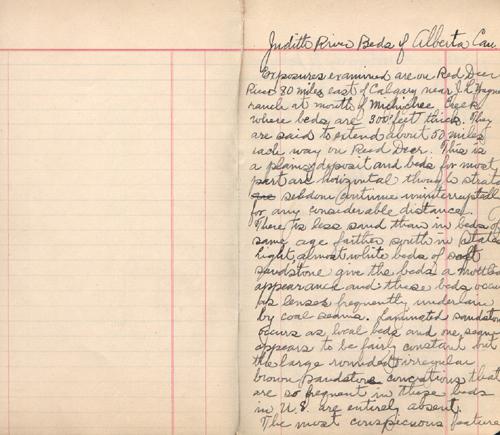 Judith River Beds of Alberta Can
Exposures examined are on Red Deer
River 80 miles east of Calgary near J. L.
ranch at mouth of Creek
where beds are 300 feet thick. They
are said to extend about 50 miles
each way on Reed Deer. This is
a plains deposit and beds for most
part are horizontal though strat
are seldom continue uninterruptedl
for any considerable distance.
There is less sand than in beds of
same age farther south in States
Light, almost white beds of soft
sandstone give the beds a mottled
appearance and these beds occu
as lenses frequently underlain
by coal seams. Laminated sandston
occurs as local beds and one seam
appears to be fairly constant but
the large rounded irregular
brown sandstone concretions that
are so frequent in these beds
in U.S. are entirely absent.
The most conspicuous feature